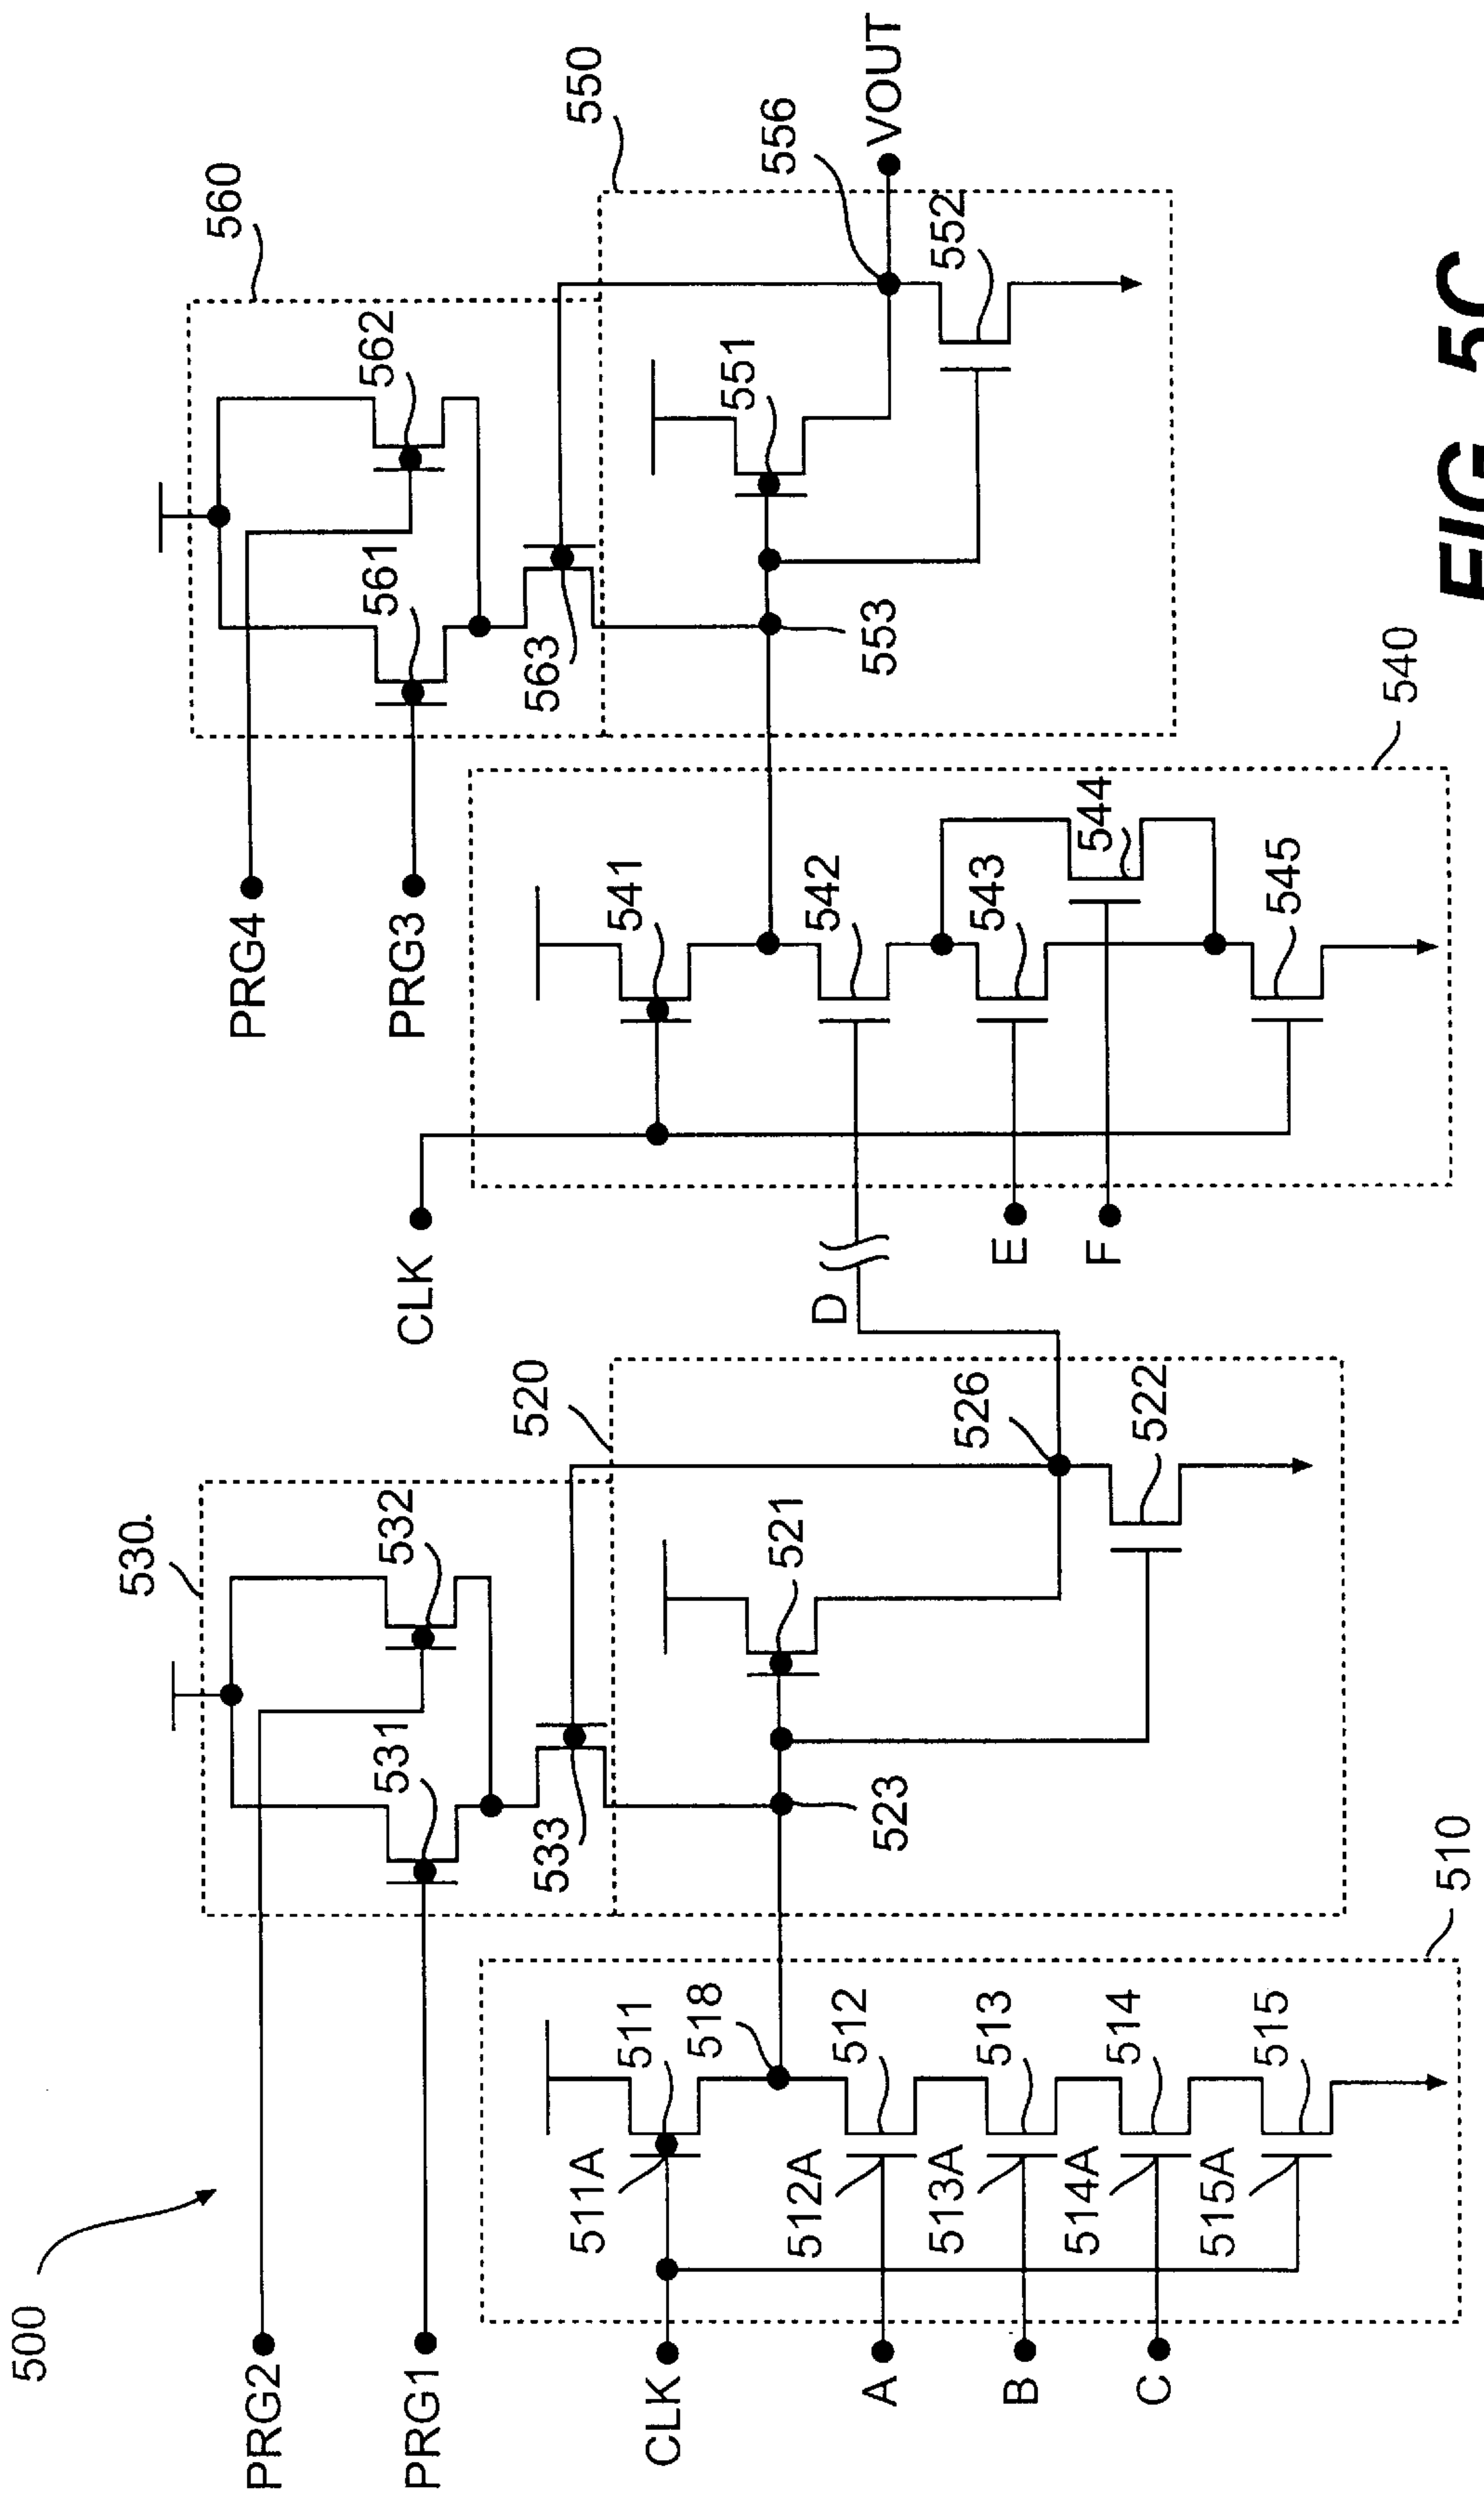 500
PRG2
PRG1
CLK
A
B
C
511A
511
518
512A
512
513A
513
514A
514
515A
515
510
530.
531
532
533
520
521
523
526
522
D
CLK
E
F
PRG4
PRG3
541
542
543
544
545
540
560
561
562
563
550
551
553
556
552
VOUT
FIG. 5C